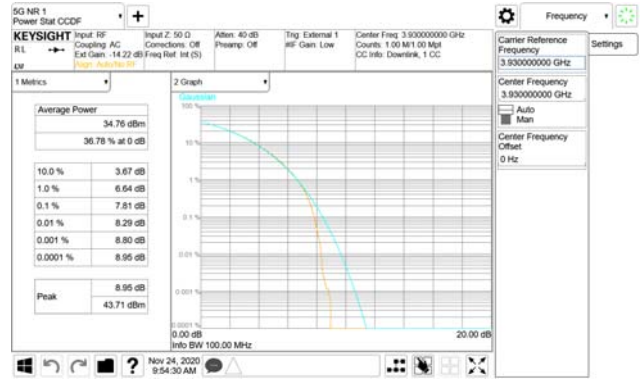 5G NR 1
Power Stat CCDF
Frequency
KEYSIGHT
RL
Input: RF
Coupling: AC
Ext Gain: -14.22 dB
Align: Auto/No RF
Input Z: 50 Ω
Corrections: Off
Freq Ref: Int (S)
Atten: 40 dB
Preamp: Off
Trig: External 1
#IF Gain: Low
Center Freq: 3.930000000 GHz
Counts: 1.00 M/1.00 Mpt
CC Info: Downlink, 1 CC
Carrier Reference
Frequency
3.930000000 GHz
Settings
Center Frequency
3.930000000 GHz
Auto
Man
Center Frequency
Offset
0 Hz
1 Metrics
Average Power
34.76 dBm
36.78 % at 0 dB
10.0 % 3.67 dB
1.0 % 6.64 dB
0.1 % 7.81 dB
0.01 % 8.29 dB
0.001 % 8.80 dB
0.0001 % 8.95 dB
Peak
8.95 dB
43.71 dBm
2 Graph
Gaussian
100 %
10 %
1 %
0.1 %
0.01 %
0.001 %
0.0001 %
0.00 dB
20.00 dB
Info BW 100.00 MHz
Nov 24, 2020
9:54:30 AM